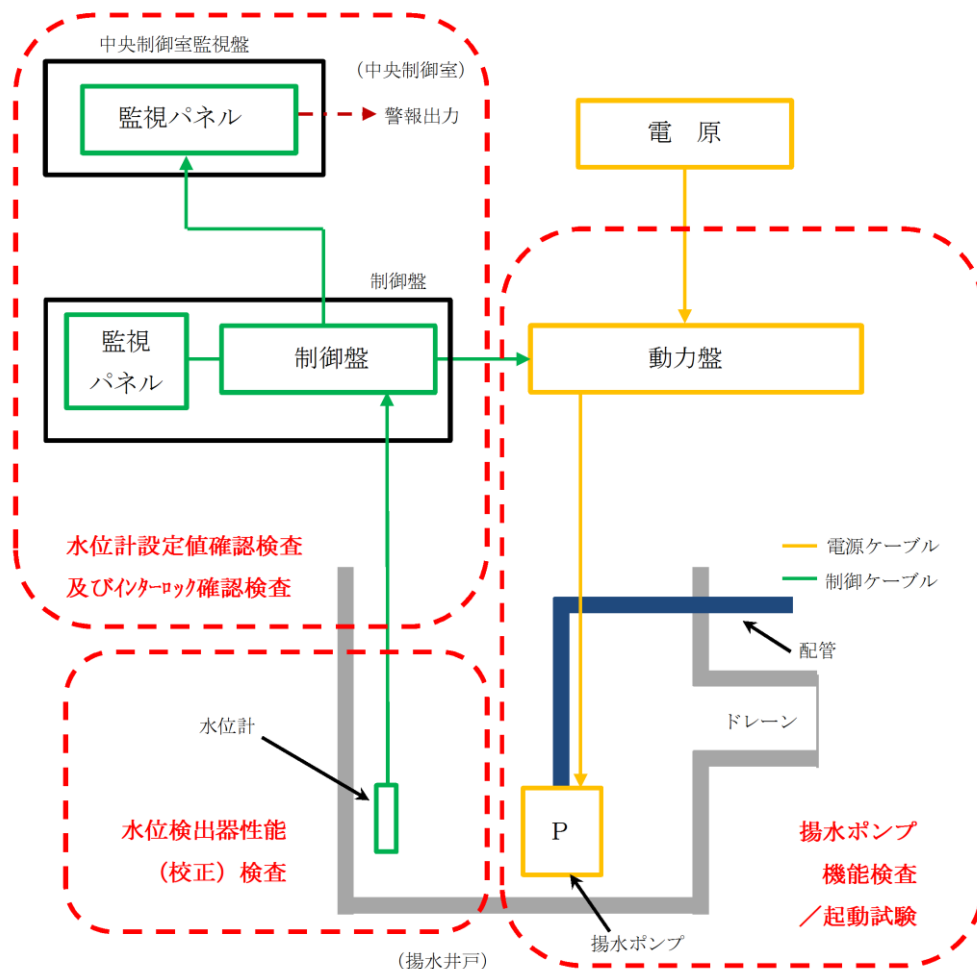 中央制御室監視盤
（中央制御室）
監視パネル
警報出力
電　原
制御盤
監視
パネル
制御盤
動力盤
水位計設定値確認検査
及びインターロック確認検査
電源ケーブル
制御ケーブル
配管
水位計
ドレーン
水位検出器性能
（校正）検査
P
揚水ポンプ
機能検査
／起動試験
揚水ポンプ
（揚水井戸）